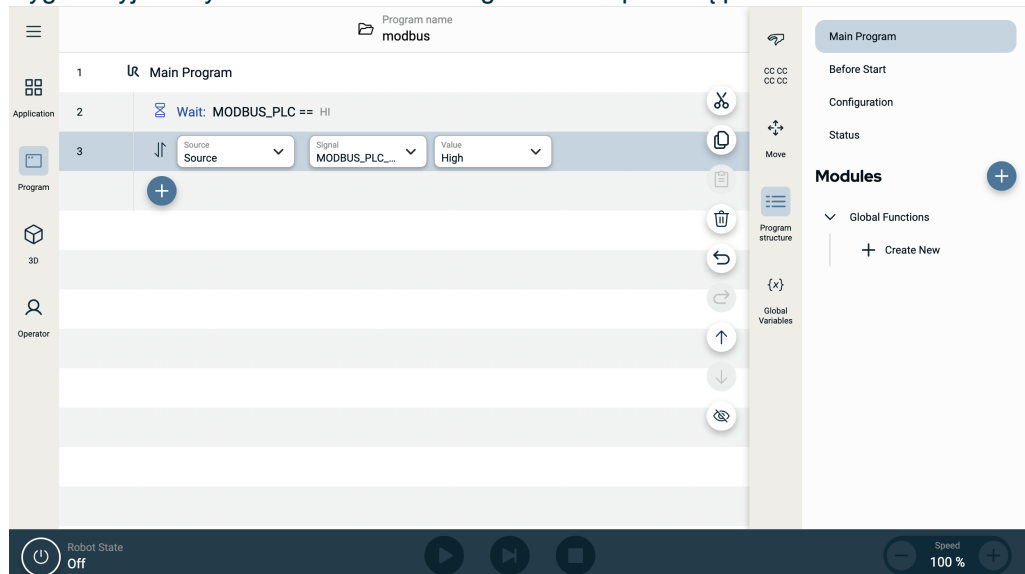 Program name
modbus
1 Main Program
Application
2 Wait: MODBUS_PLC == HI
3 Source Source Signal MODBUS_PLC_... Value High
Program
3D
Operator
CC CC
CC CC
Move
Program
structure
{x}
Global
Variables
Main Program
Before Start
Configuration
Status
Modules
Global Functions
Create New
Robot State
Off
Speed
100 %